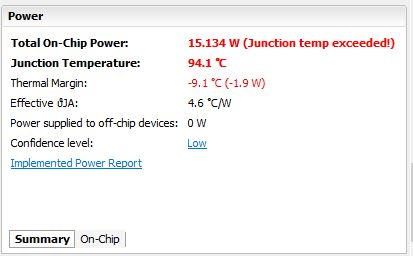 Power
Total On-Chip Power: 15.134 W (Junction temp exceeded!)
Junction Temperature: 94.1 °C
Thermal Margin: -9.1 °C (-1.9 W)
Effective ϑJA: 4.6 °C/W
Power supplied to off-chip devices: 0 W
Confidence level: Low
Implemented Power Report
Summary On-Chip